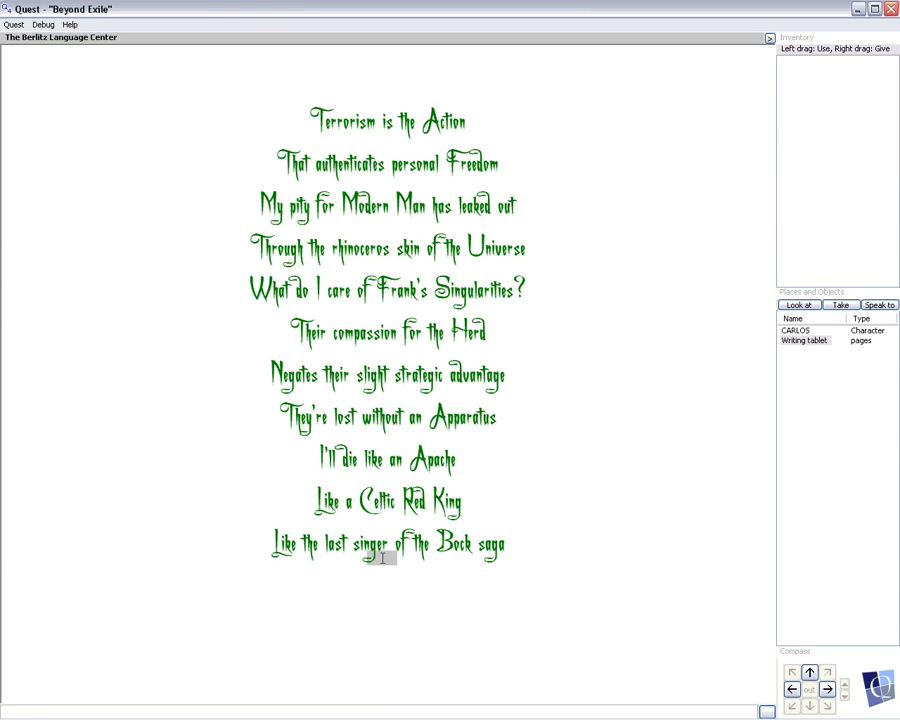 Quest - "Beyond Exile"
Quest Debug Help
The Berlitz Language Center
>
Terrorism is the Action
That authenticates personal Freedom
My pity for Modern Man has leaked out
Through the rhinoceros skin of the Universe
What do I care of Frank's Singularities?
Their compassion for the Herd
Negates their slight strategic advantage
They're lost without an Apparatus
I'll die like an Apache
Like a Celtic Red King
Like the last singer of the Bock saga
Inventory
Left drag: Use, Right drag: Give
Places and Objects
Look at Take Speak to
Name Type
CARLOS Character
Writing tablet pages
Compass
out